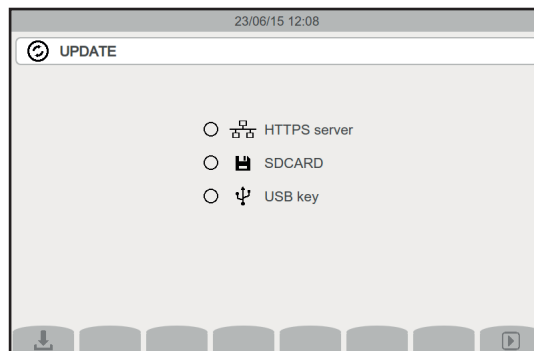 23/06/15 12:08
UPDATE
HTTPS server
SDCARD
USB key